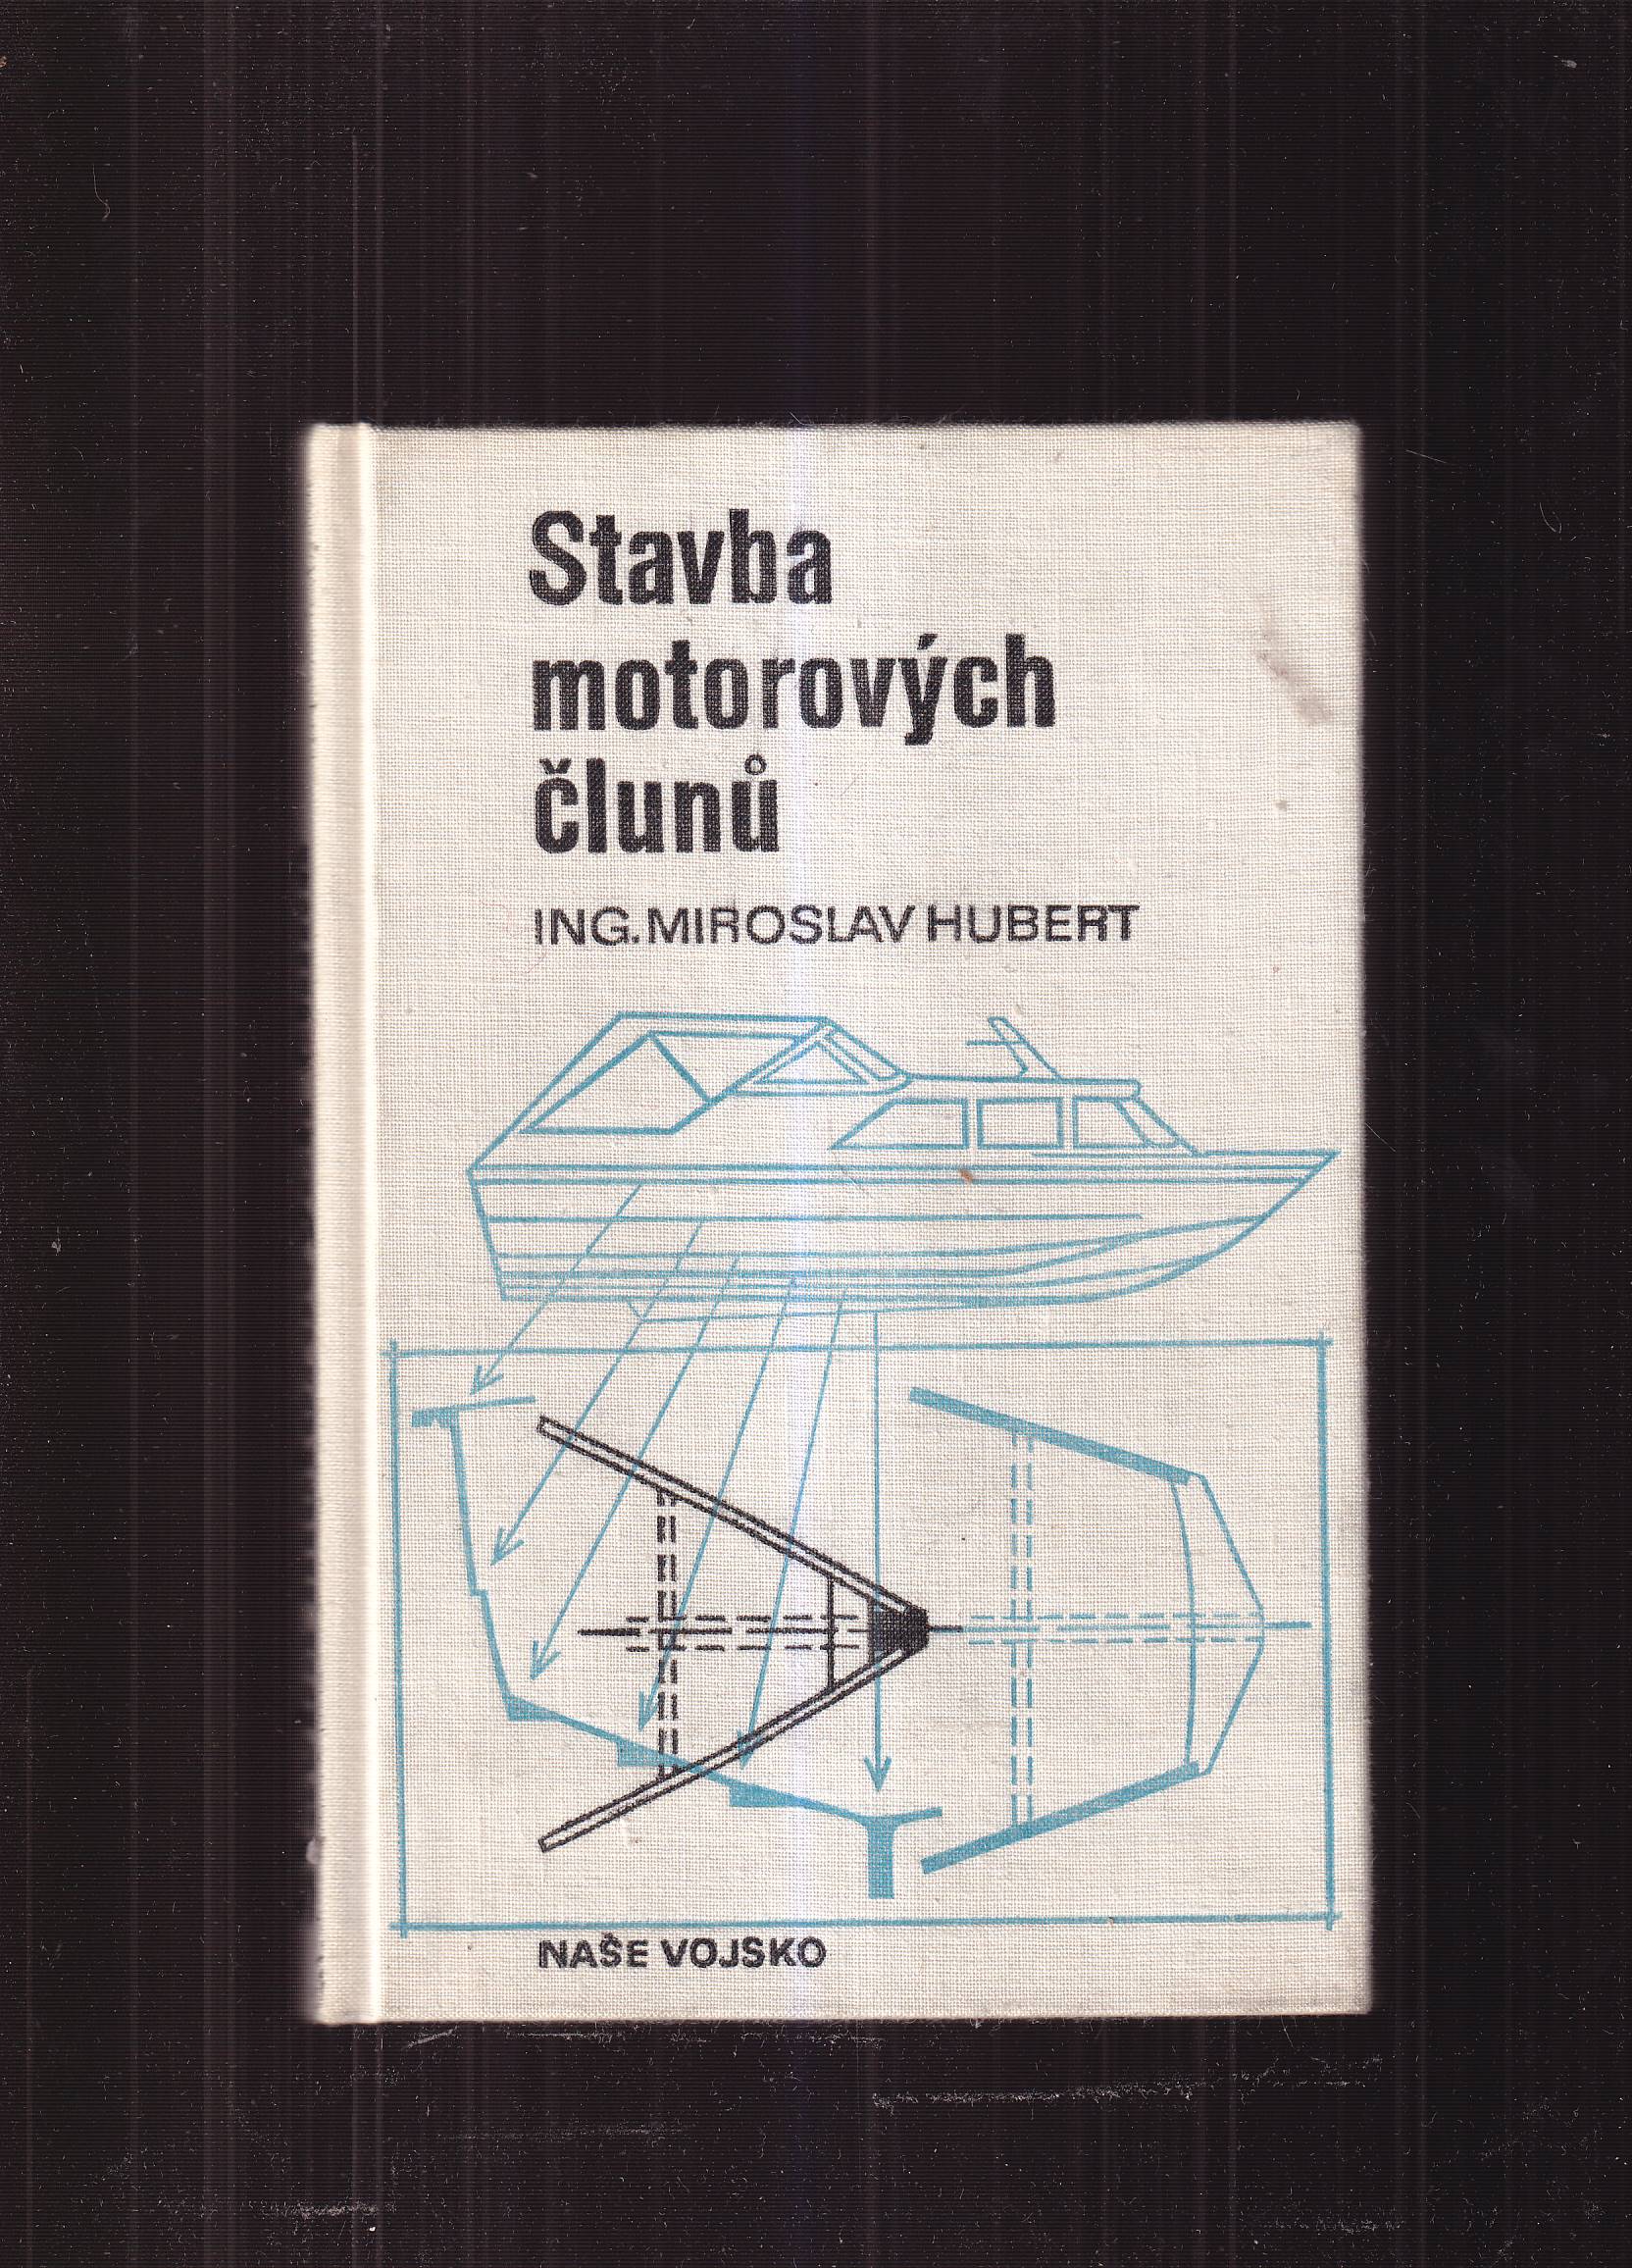 Stavba
motorových
člunů
ING. MIROSLAV HUBERT
NAŠE VOJSKO